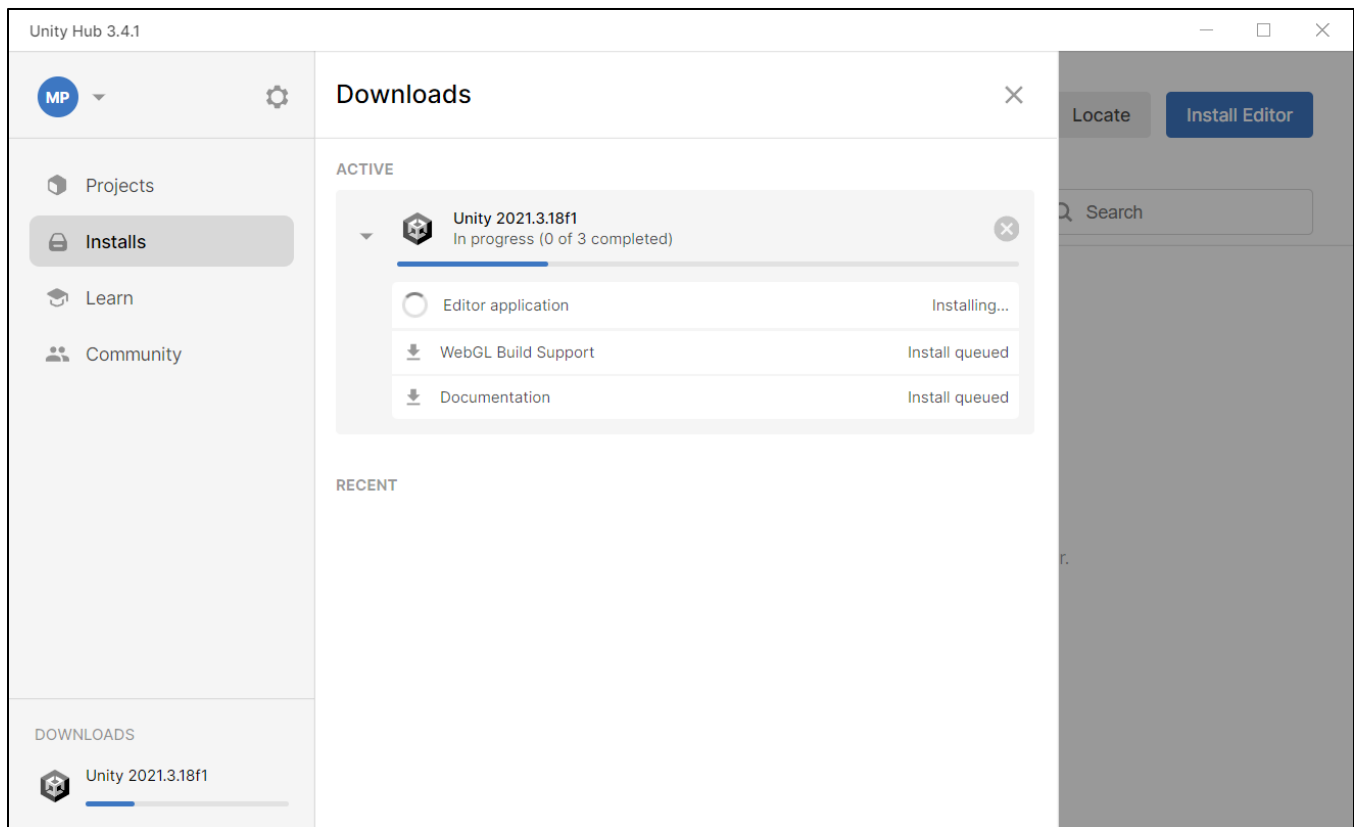 Unity Hub 3.4.1
MP
Projects
Installs
Learn
Community
DOWNLOADS
Unity 2021.3.18f1
Downloads
ACTIVE
Unity 2021.3.18f1
In progress (0 of 3 completed)
Editor application Installing...
WebGL Build Support Install queued
Documentation Install queued
RECENT
Locate Install Editor
Search
r.